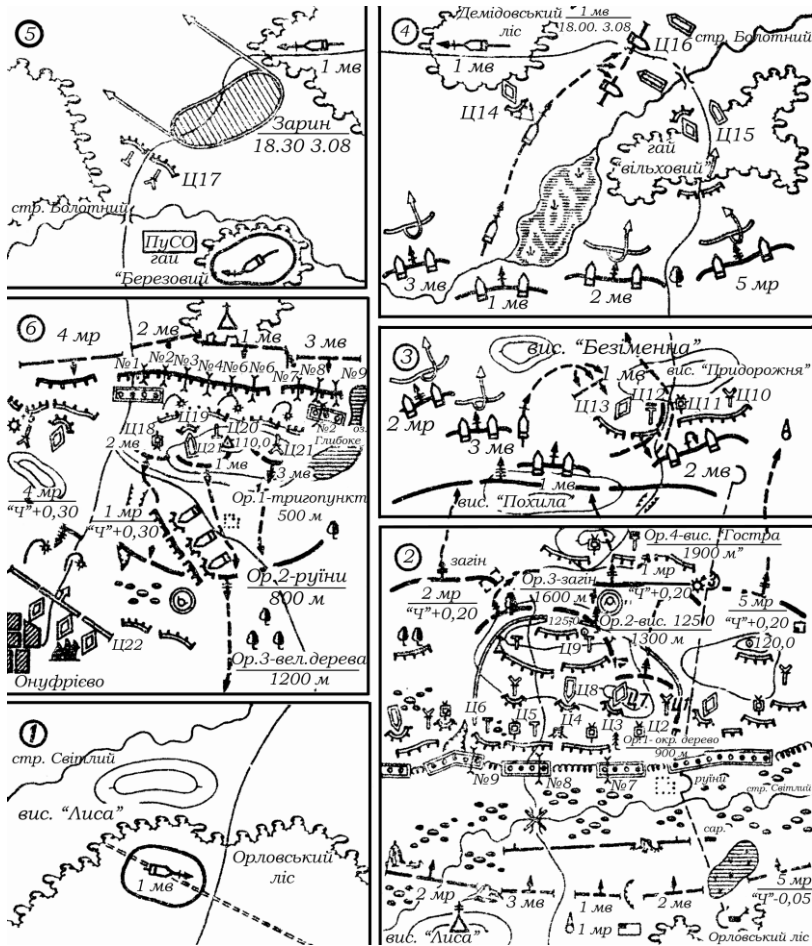 5
1 мв
Зарин
18.30 3.08
Ц17
стр. Болотний
ПуСО
гай
"Березовий"
4
Демідовський
ліс
1 мв
18.00. 3.08
1 мв
Ц16
стр. Болотний
Ц14
Ц15
гай
"вільховий"
3 мв
1 мв
2 мв
5 мр
6
4 мр
2 мв
1 мв
3 мв
№1
№2
№3
№4
№6
№6
№7
№8
№9
Ц18
Ц19
Ц20
110,0
Ц21
Ц21
№2
оз.
Глибоке
2 мв
1 мв
3 мв
4 мр
"Ч"+0,30
1 мр
"Ч"+0,30
Ор.1-тригопункт
500 м
Ор.2-руїни
800 м
Ц22
Онуфрієво
Ор.3-вел.дерева
1200 м
3
вис. "Безіменна"
1 мв
вис. "Придорожня"
Ц13
Ц12
Ц11
Ц10
2 мр
3 мв
1 мв
2 мв
вис. "Похила"
2
Ор.4-вис. "Гостра
1900 м"
загін
Ор.3-загін
1600 м
1 мр
"Ч"+0,20
2 мр
"Ч"+0,20
5 мр
"Ч"+0,20
125,0
Ор.2-вис. 125,0
1300 м
120,0
Ц9
Ц8
Ц7
Ц1
Ц6
Ц5
Ц4
Ц3
Ц2
Ор.1- окр. дерево
900 м
№9
№8
№7
руїни
стр. Світлий
сар.
2 мр
3 мв
1 мв
2 мв
5 мр
"Ч"-0,05
вис. "Лиса"
1 мр
Орловський ліс
1
стр. Світлий
вис. "Лиса"
Орловський
ліс
1 мв